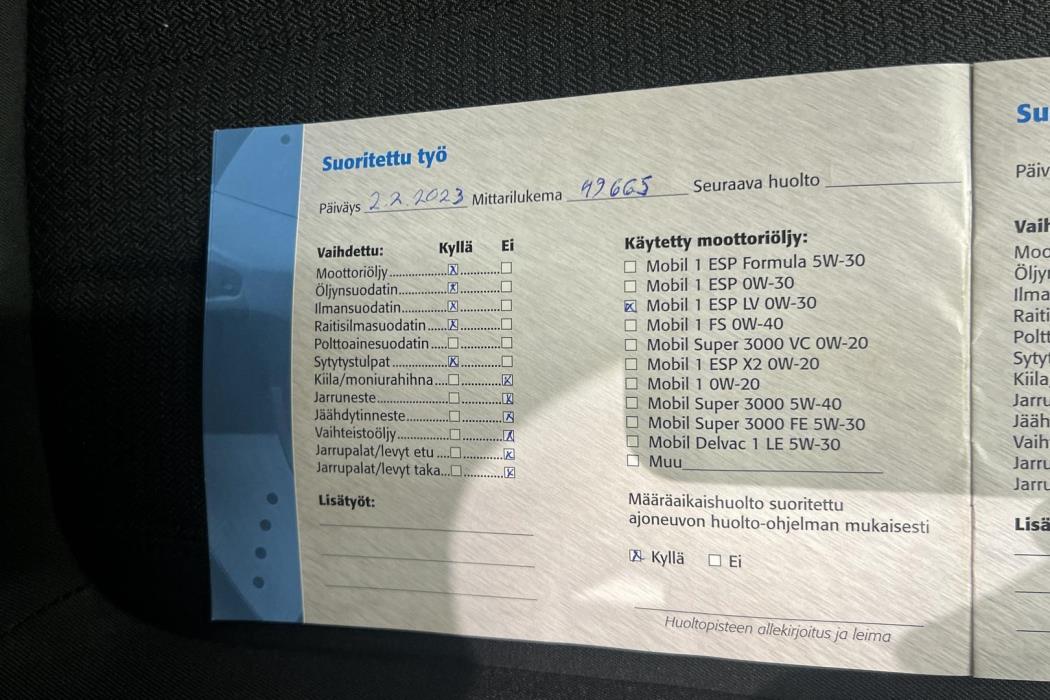 Suoritettu työ
Päiväys 2.2.2023 Mittarilukema 49665 Seuraava huolto
Vaihdettu: Kyllä Ei
Moottoriöljy
Öljynsuodatin
Ilmansuodatin
Raitisilmasuodatin
Polttoainesuodatin
Sytytystulpat
Kiila/moniurahihna
Jarruneste
Jäähdytinneste
Vaihteistoöljy
Jarrupalat/levyt etu
Jarrupalat/levyt taka
Lisätyöt:
Käytetty moottoriöljy:
Mobil 1 ESP Formula 5W-30
Mobil 1 ESP 0W-30
Mobil 1 ESP LV 0W-30
Mobil 1 FS 0W-40
Mobil Super 3000 VC 0W-20
Mobil 1 ESP X2 0W-20
Mobil 1 0W-20
Mobil Super 3000 5W-40
Mobil Super 3000 FE 5W-30
Mobil Delvac 1 LE 5W-30
Muu
Määräaikaishuolto suoritettu
ajoneuvon huolto-ohjelman mukaisesti
Kyllä Ei
Huoltopisteen allekirjoitus ja leima
Su
Päiv
Vaih
Moo
Öljyn
Ilma
Raiti
Poltt
Syty
Kiila
Jarru
Jääh
Vaih
Jarru
Jarru
Lisä